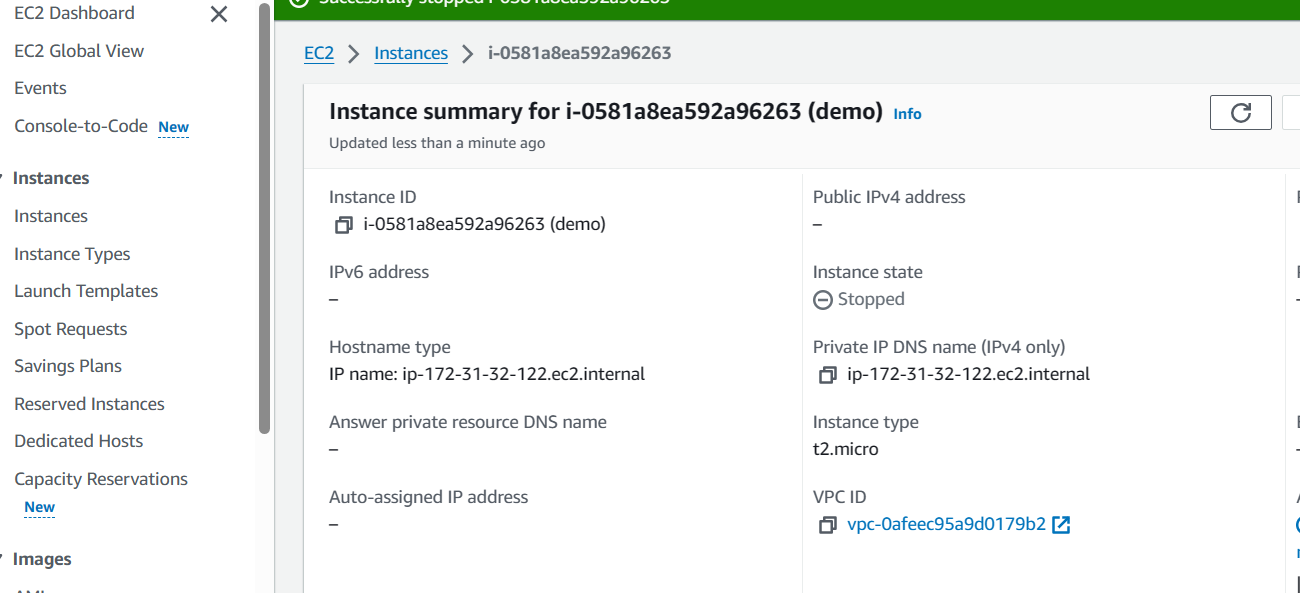 EC2 Dashboard
EC2 Global View
Events
Console-to-Code New
Instances
Instances
Instance Types
Launch Templates
Spot Requests
Savings Plans
Reserved Instances
Dedicated Hosts
Capacity Reservations
New
Images
Successfully stopped i-0581a8ea592a96263
EC2 > Instances > i-0581a8ea592a96263
Instance summary for i-0581a8ea592a96263 (demo) Info
Updated less than a minute ago
Instance ID
i-0581a8ea592a96263 (demo)
IPv6 address
–
Hostname type
IP name: ip-172-31-32-122.ec2.internal
Answer private resource DNS name
–
Auto-assigned IP address
–
Public IPv4 address
–
Instance state
Stopped
Private IP DNS name (IPv4 only)
ip-172-31-32-122.ec2.internal
Instance type
t2.micro
VPC ID
vpc-0afeec95a9d0179b2